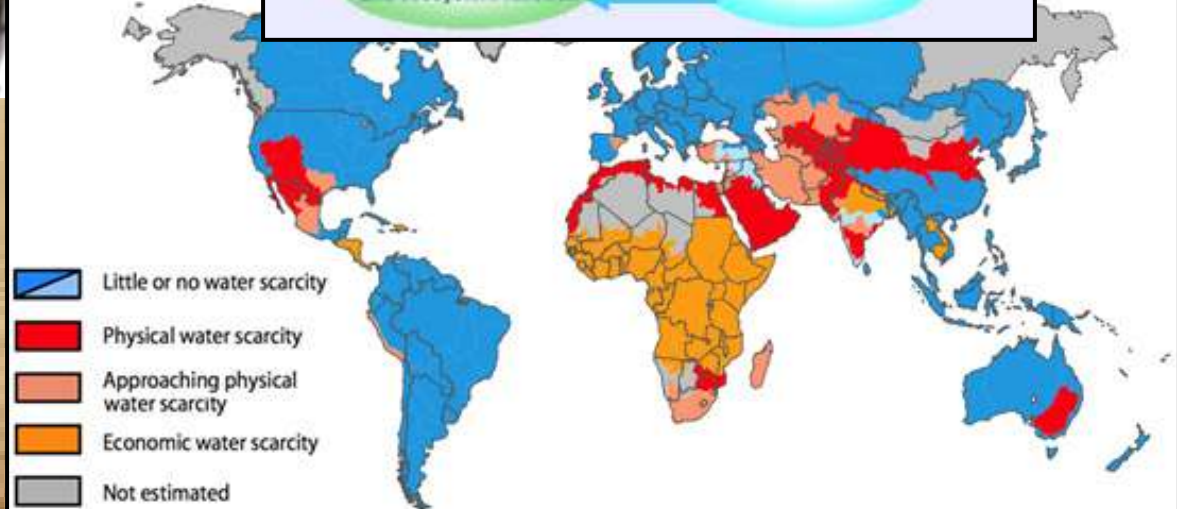 Little or no water scarcity
Physical water scarcity
Approaching physical
water scarcity
Economic water scarcity
Not estimated